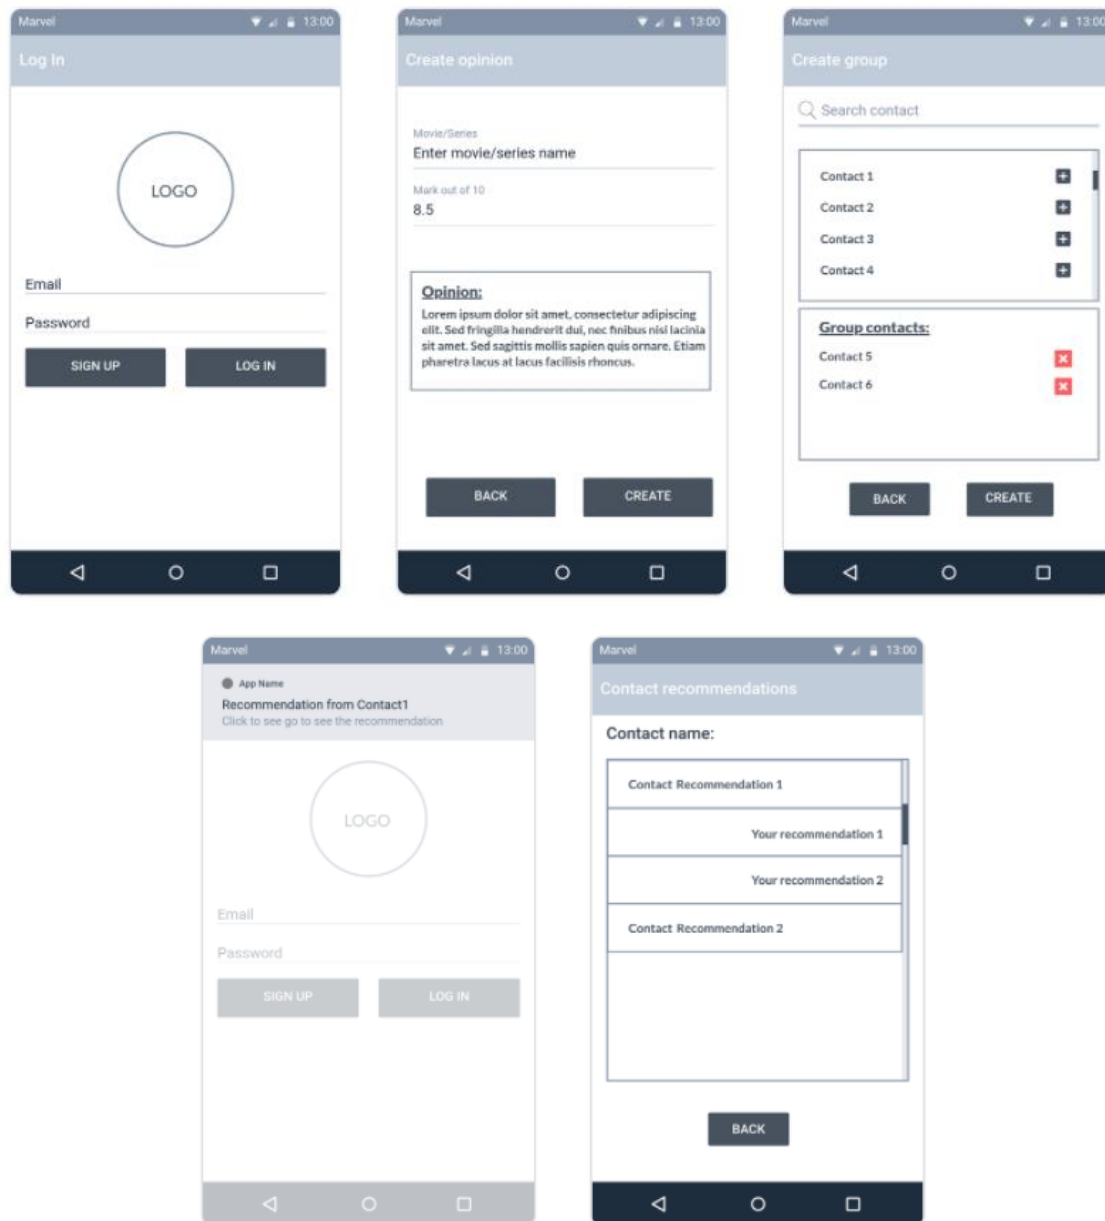 Marvel 13:00
Log In
LOGO
Email
Password
SIGN UP LOG IN
Marvel 13:00
Create opinion
Movie/Series
Enter movie/series name
Mark out of 10
8.5
Opinion:
Lorem ipsum dolor sit amet, consectetur adipiscing
elit. Sed fringilla hendrerit dui, nec finibus nisi lacinia
sit amet. Sed sagittis mollis sapien quis ornare. Etiam
pharetra lacus at lacus facilisis rhoncus.
BACK CREATE
Marvel 13:00
Create group
Search contact
Contact 1
Contact 2
Contact 3
Contact 4
Group contacts:
Contact 5
Contact 6
BACK CREATE
Marvel 13:00
App Name
Recommendation from Contact1
Click to see go to see the recommendation
LOGO
Email
Password
SIGN UP LOG IN
Marvel 13:00
Contact recommendations
Contact name:
Contact Recommendation 1
Your recommendation 1
Your recommendation 2
Contact Recommendation 2
BACK